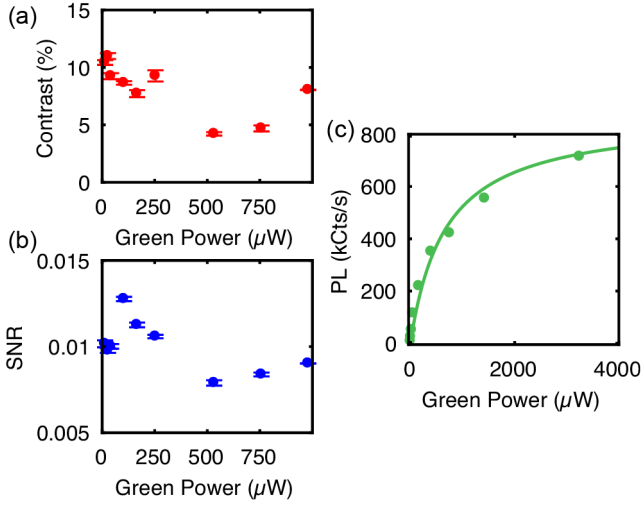 (a)
Contrast (%)
15
10
5
0
0 250 500 750
Green Power (µW)
(b)
SNR
0.015
0.01
0.005
0 250 500 750
Green Power (µW)
(c)
PL (kCts/s)
800
600
400
200
0
0 2000 4000
Green Power (µW)